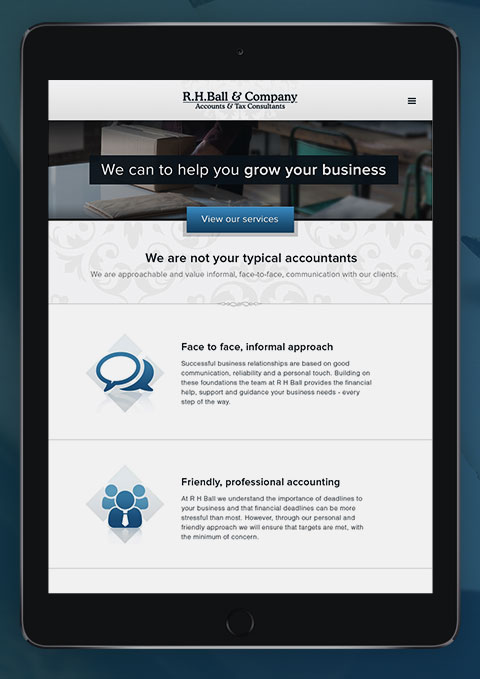 R.H.Ball & Company
Accounts & Tax Consultants
We can to help you grow your business
View our services
We are not your typical accountants
We are approachable and value informal, face-to-face, communication with our clients.
Face to face, informal approach
Successful business relationships are based on good
communication, reliability and a personal touch. Building on
these foundations the team at R H Ball provides the financial
help, support and guidance your business needs - every
step of the way.
Friendly, professional accounting
At R H Ball we understand the importance of deadlines to
your business and that financial deadlines can be more
stressful than most. However, through our personal and
friendly approach we will ensure that targets are met, with
the minimum of concern.